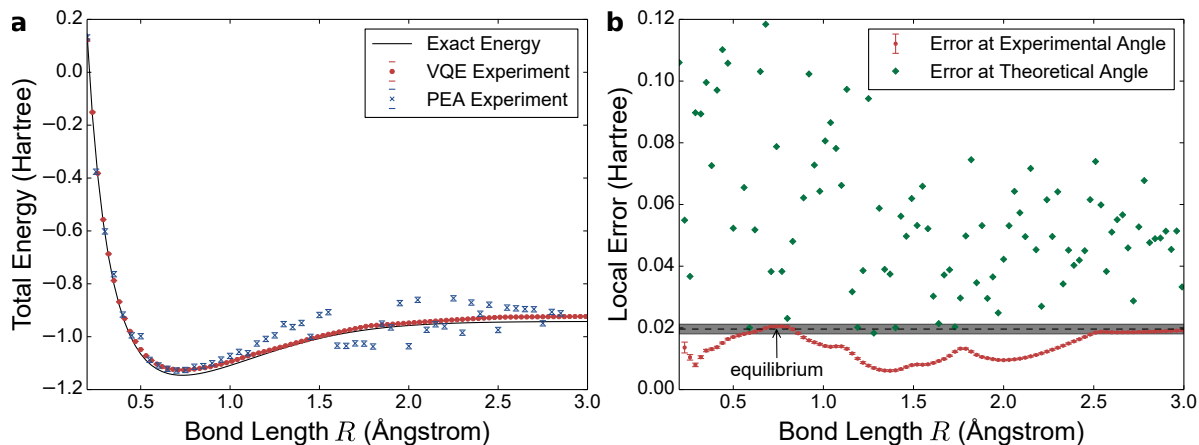 a
0.2
0.0
−0.2
−0.4
−0.6
−0.8
−1.0
−1.2
Total Energy (Hartree)
Exact Energy
VQE Experiment
PEA Experiment
0.5 1.0 1.5 2.0 2.5 3.0
Bond Length R (Ångstrom)
b
0.12
0.10
0.08
0.06
0.04
0.02
0.00
Local Error (Hartree)
Error at Experimental Angle
Error at Theoretical Angle
equilibrium
0.5 1.0 1.5 2.0 2.5 3.0
Bond Length R (Ångstrom)